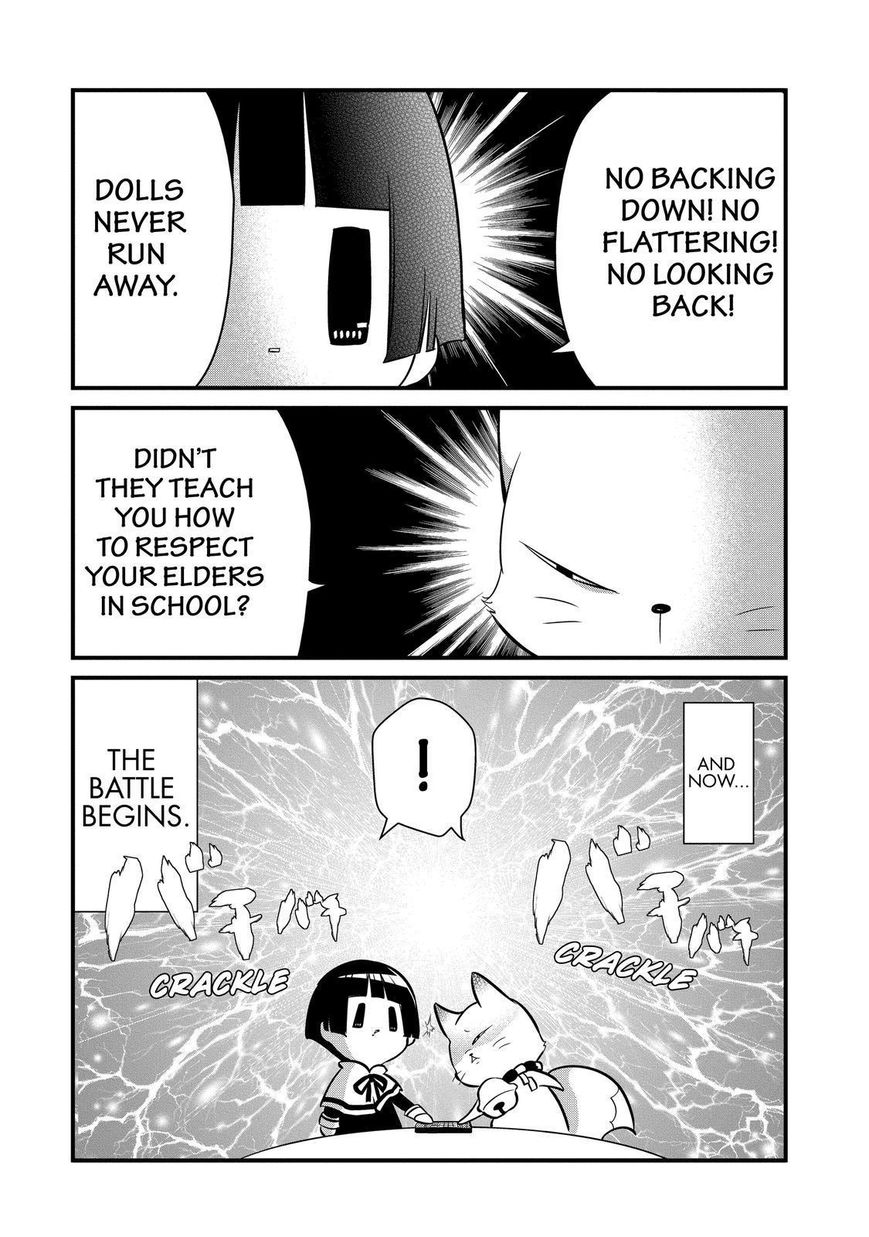 NO BACKING
DOWN! NO
FLATTERING!
NO LOOKING
BACK!
DOLLS
NEVER
RUN
AWAY.
DIDN'T
THEY TEACH
YOU HOW
TO RESPECT
YOUR ELDERS
IN SCHOOL?
AND
NOW...
!
バチバチ
CRACKLE
バチバチ
CRACKLE
THE
BATTLE
BEGINS.